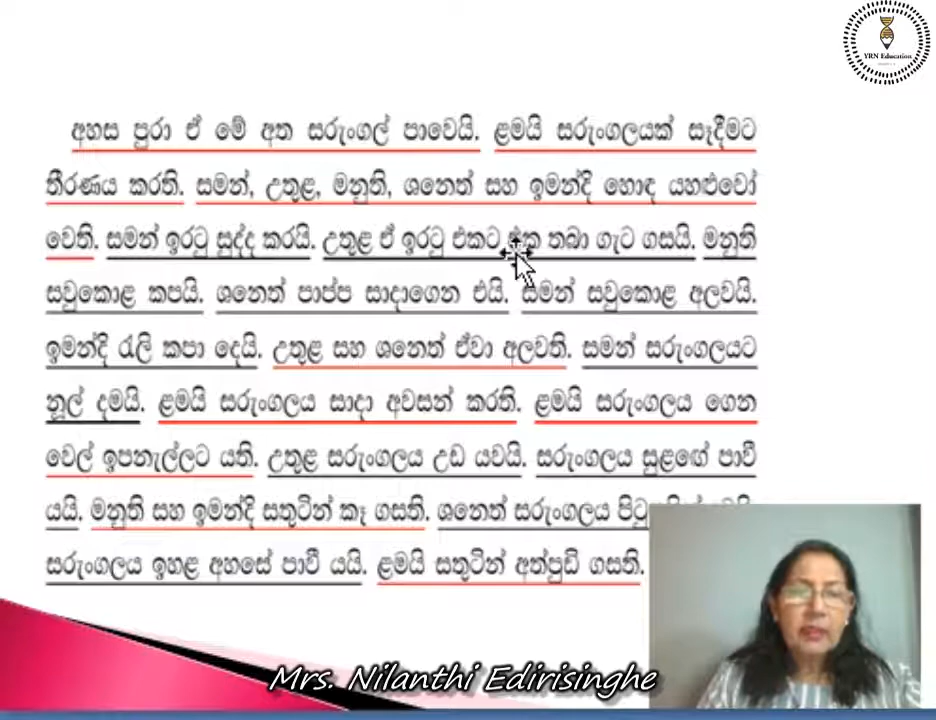 YRN Education
අහස පුරා ඒ මේ අත සරුංගල් පාවෙයි. ළමයි සරුංගලයක් සෑදීමට
තීරණය කරති. සමන්, උතුළ, මනුති, ශනෙත් සහ ඉමන්දි හොඳ යහළුවෝ
වෙති. සමන් ඉරටු සුද්ද කරයි. උතුළ ඒ ඉරටු එකට එක තබා ගැට ගසයි. මනුති
සවුකොළ කපයි. ශනෙත් පාප්ප සාදාගෙන එයි. සමන් සවුකොළ අලවයි.
ඉමන්දි රැලි කපා දෙයි. උතුළ සහ ශනෙත් ඒවා අලවති. සමන් සරුංගලයට
නූල් දමයි. ළමයි සරුංගලය සාදා අවසන් කරති. ළමයි සරුංගලය ගෙන
වෙල් ඉපනැල්ලට යති. උතුළ සරුංගලය උඩ යවයි. සරුංගලය සුළඟේ පාවී
යයි. මනුති සහ ඉමන්දි සතුටින් කෑ ගසති. ශනෙත් සරුංගලය
සරුංගලය ඉහළ අහසේ පාවී යයි. ළමයි සතුටින් අත්පුඩි ගසති.
Mrs. Nilanthi Edirisinghe